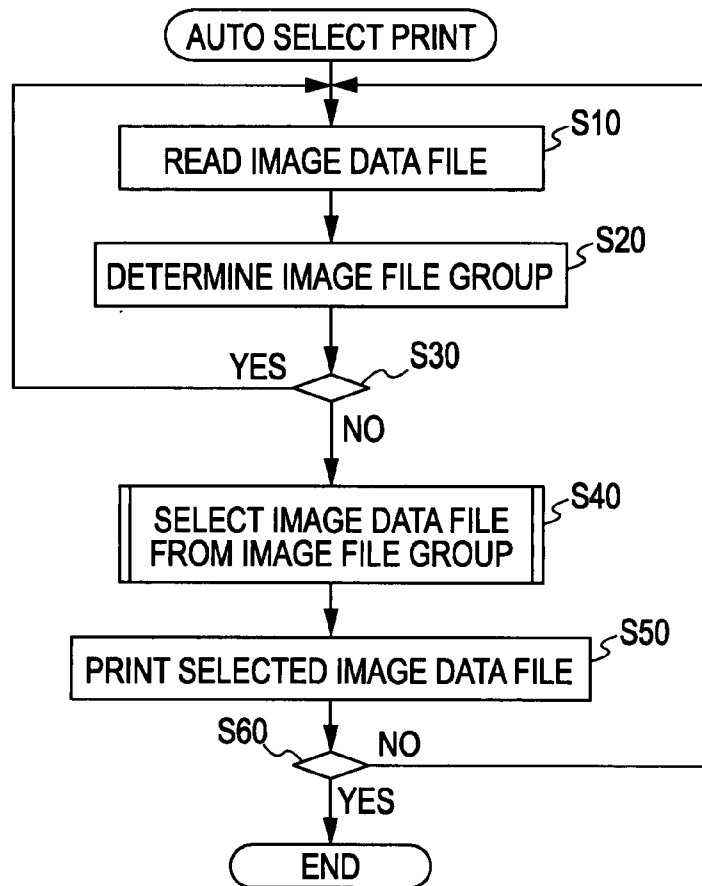 AUTO SELECT PRINT
S10
READ IMAGE DATA FILE
S20
DETERMINE IMAGE FILE GROUP
YES
S30
NO
S40
SELECT IMAGE DATA FILE
FROM IMAGE FILE GROUP
S50
PRINT SELECTED IMAGE DATA FILE
S60
NO
YES
END